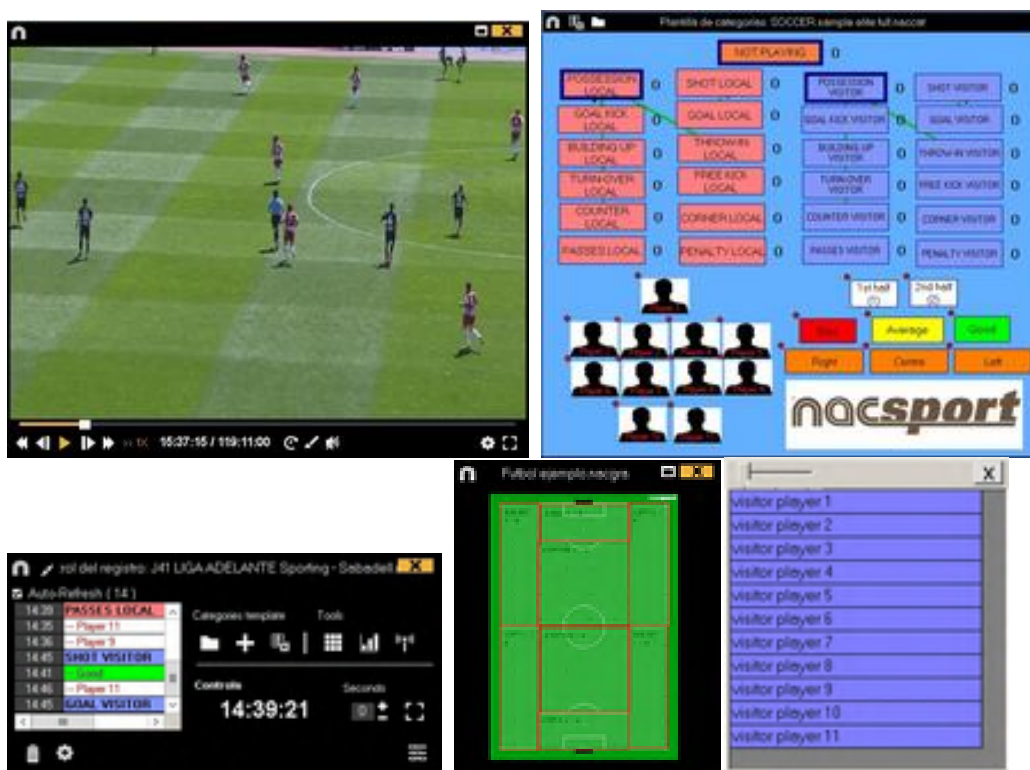 15:37:15 / 119:11:00
Plantilla de categorías: SOCCER sample elite full.naccor
NOT PLAYING 0
POSSESSION LOCAL 0
SHOT LOCAL 0
POSSESSION VISITOR 0
SHOT VISITOR 0
GOAL KICK LOCAL 0
GOAL LOCAL 0
GOAL KICK VISITOR 0
GOAL VISITOR 0
BUILDING UP LOCAL 0
THROW-IN LOCAL 0
BUILDING UP VISITOR 0
THROW-IN VISITOR 0
TURN-OVER LOCAL 0
FREE KICK LOCAL 0
TURN-OVER VISITOR 0
FREE KICK VISITOR 0
COUNTER LOCAL 0
CORNER LOCAL 0
COUNTER VISITOR 0
CORNER VISITOR 0
PASSES LOCAL 0
PENALTY LOCAL 0
PASSES VISITOR 0
PENALTY VISITOR 0
1st half
2nd half
Average
Good
Right
Centre
Left
nacsport
rol del registro: J41 LIGA ADELANTE Sporting - Sabadell
Auto-Refresh ( 14 )
14:39 PASSES LOCAL
14:35 -- Player 11
14:36 -- Player 9
14:45 SHOT VISITOR
14:41 -- Good
14:46 -- Player 11
14:45 GOAL VISITOR
Categories template
Tools
Controls
Seconds
14:39:21
0
Futbol ejemplo.nacgra
X
visitor player 1
visitor player 2
visitor player 3
visitor player 4
visitor player 5
visitor player 6
visitor player 7
visitor player 8
visitor player 9
visitor player 10
visitor player 11